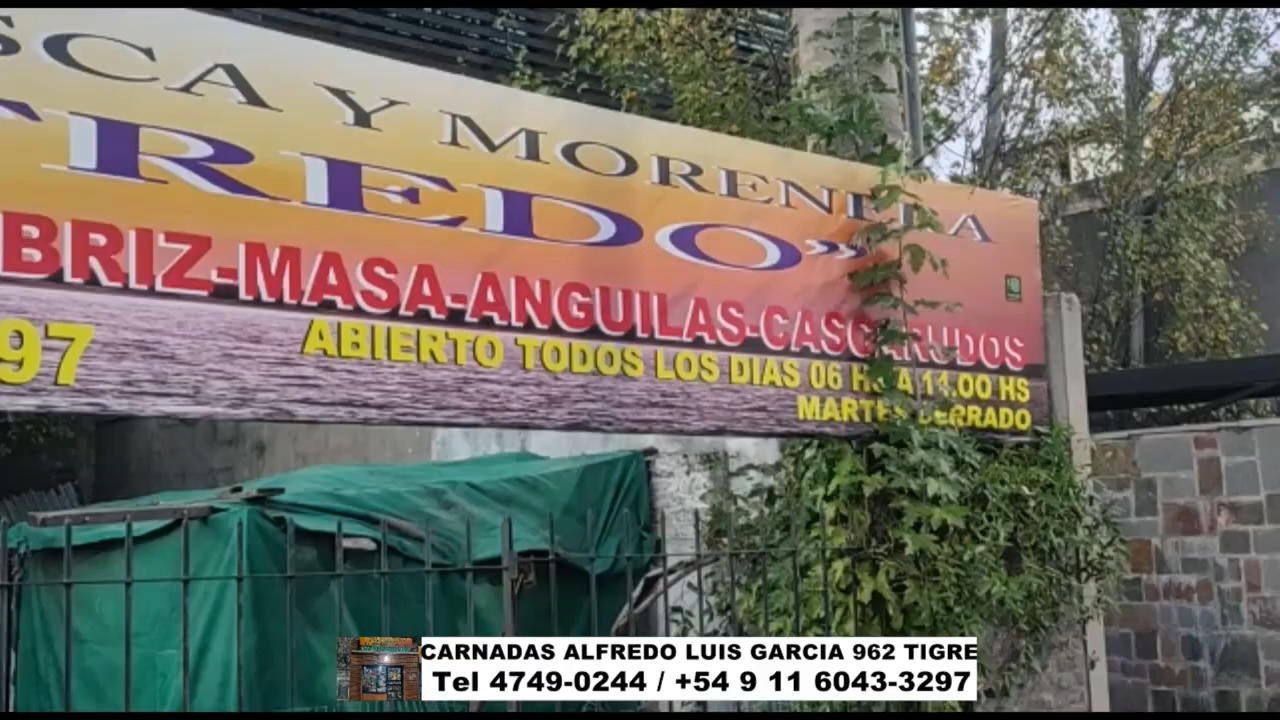 SCA Y MORENITA
FREDO”
BRIZ-MASA-ANGUILAS-CASCARUDOS
97
ABIERTO TODOS LOS DIAS 06 HS A 14.00 HS
MARTES CERRADO
CARNADAS ALFREDO LUIS GARCIA 962 TIGRE
Tel 4749-0244 / +54 9 11 6043-3297